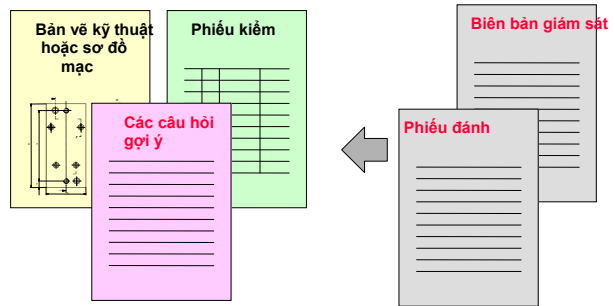 Bản vẽ kỹ thuật
hoặc sơ đồ
mạc
Phiếu kiểm
Các câu hỏi
gợi ý
Biên bản giám sát
Phiếu đánh